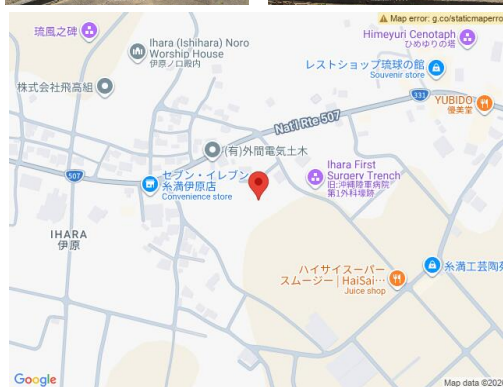 Map error: g.co/staticmaperro
琉風之碑
Himeyuri Cenotaph
ひめゆりの塔
Ihara (Ishihara) Noro
Worship House
伊原ノロ殿内
レストショップ琉球の館
Souvenir store
株式会社飛高組
331
YUBIDO
優美堂
Nat'l Rte 507
(有)外間電気土木
507
セブン-イレブン
糸満伊原店
Convenience store
Ihara First
Surgery Trench
旧:沖縄陸軍病院
第1外科壕跡
IHARA
伊原
ハイサイスーパー
スムージー | HaiSai…
Juice shop
糸満工芸陶苑
Google
Map data ©202